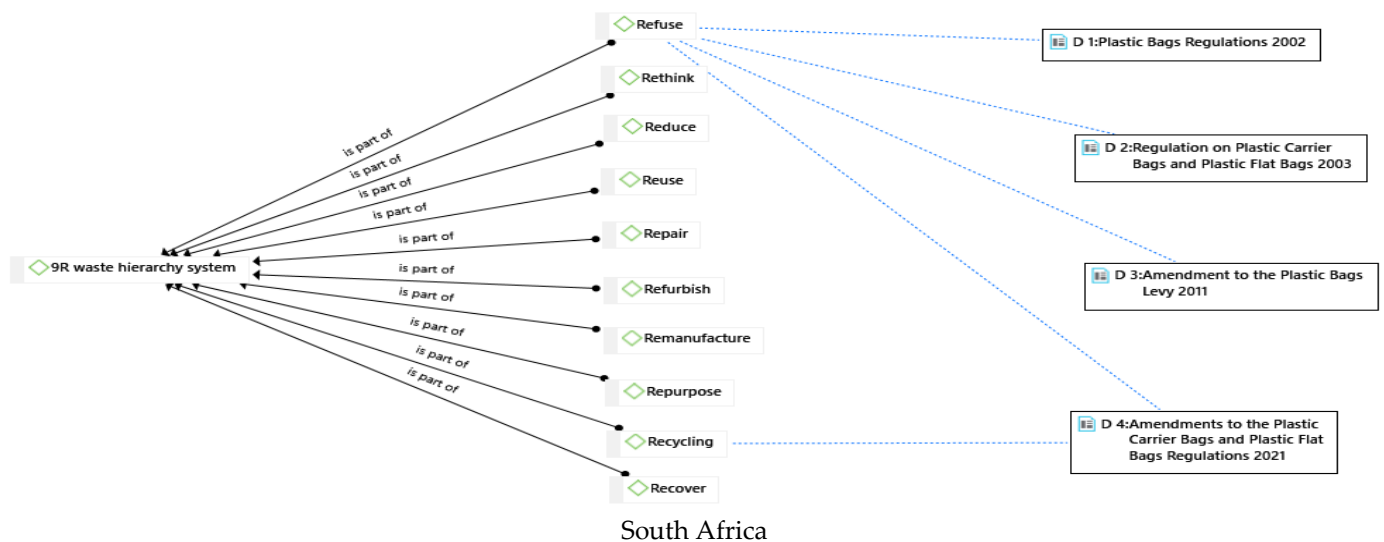 Refuse
D 1:Plastic Bags Regulations 2002
Rethink
Reduce
is part of
D 2:Regulation on Plastic Carrier
Bags and Plastic Flat Bags 2003
is part of
Reuse
is part of
is part of
Repair
is part of
9R waste hierarchy system
is part of
D 3:Amendment to the Plastic Bags
Levy 2011
Refurbish
is part of
is part of
Remanufacture
is part of
is part of
Repurpose
D 4:Amendments to the Plastic
Carrier Bags and Plastic Flat
Bags Regulations 2021
Recycling
Recover
South Africa